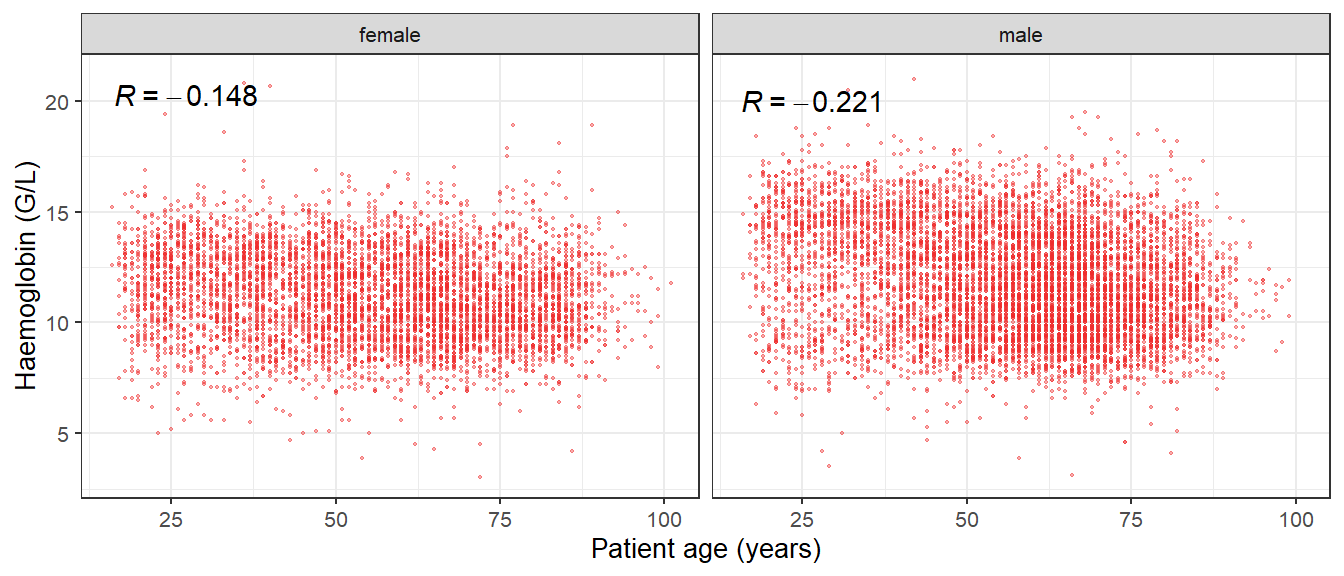 female
male
R = −0.148
R = −0.221
20
15
10
5
Haemoglobin (G/L)
25 50 75 100
25 50 75 100
Patient age (years)